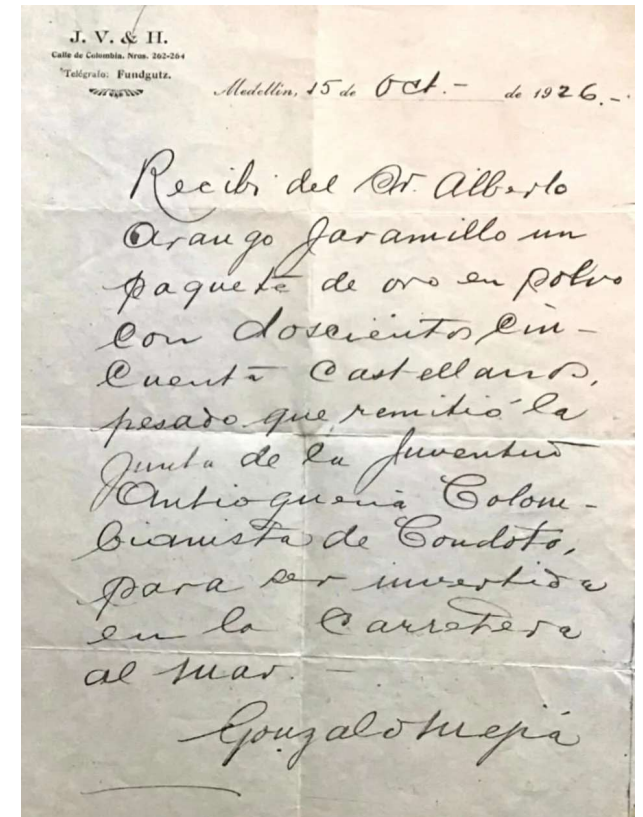 J. V. & H.
Calle de Colombia. Nros. 262-264
Telégrafo: Fundgutz.
Medellín, 15 de Oct.- de 1926.-
Recibi del Sr. Alberto
Arango Jaramillo un
paquete de oro en polvo
con doscientos cin-
cuenta Castellanos,
pesado que remitió la
Junta de la Juventud
Antioqueña Colom-
bianista de Condoto,
para ser invertida
en la Carretera
al mar. -
Gonzalo Mejía